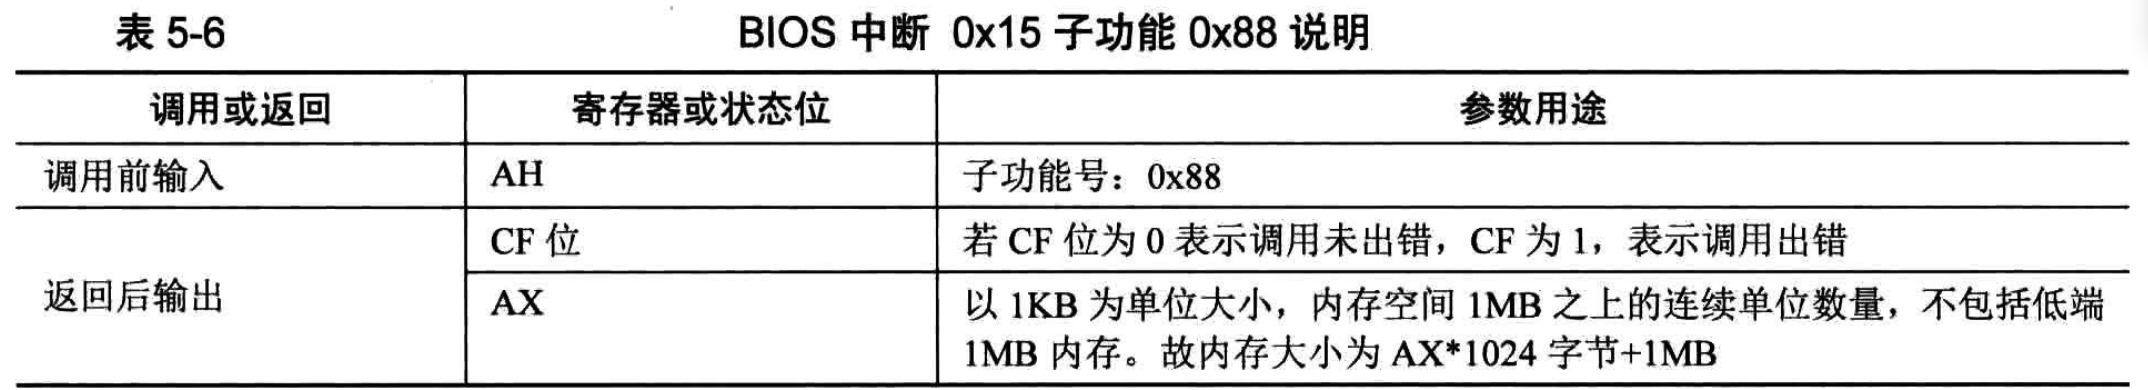 表 5-6
BIOS 中断 0x15 子功能 0x88 说明
调用或返回
寄存器或状态位
参数用途
调用前输入
AH
子功能号：0x88
返回后输出
CF 位
若 CF 位为 0 表示调用未出错，CF 为 1，表示调用出错
AX
以 1KB 为单位大小，内存空间 1MB 之上的连续单位数量，不包括低端
1MB 内存。故内存大小为 AX*1024 字节+1MB